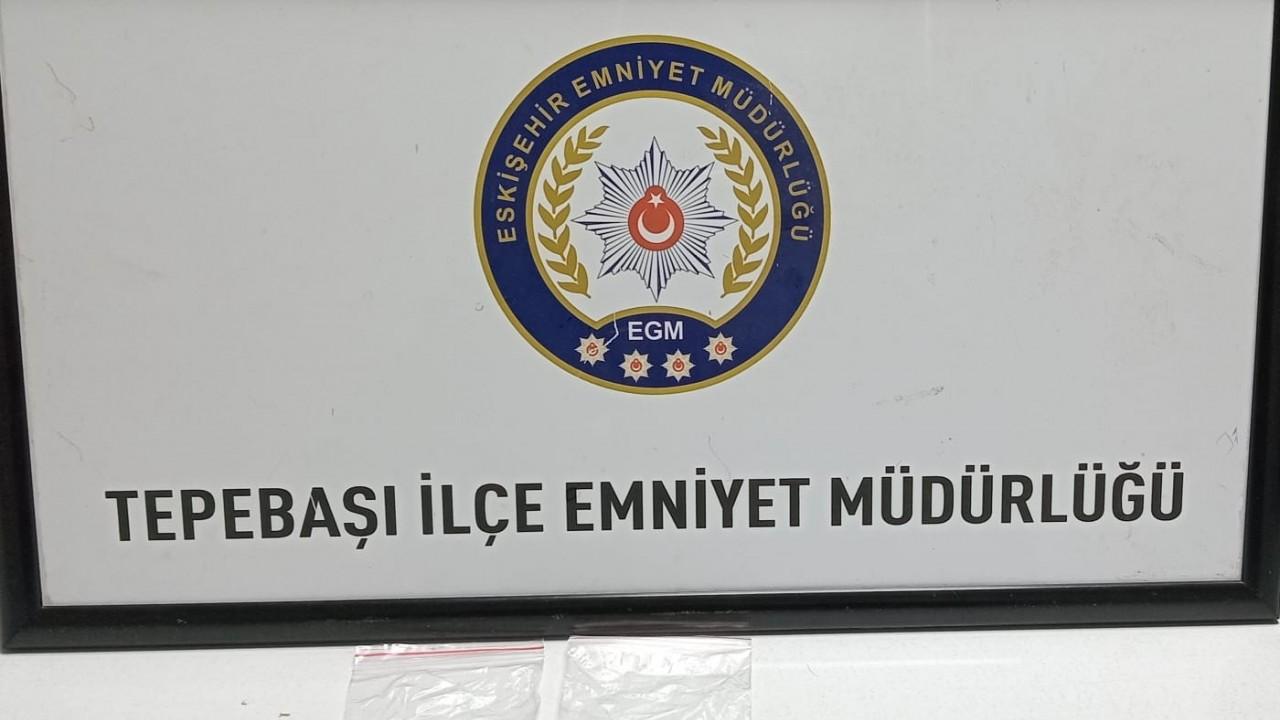 ESKİŞEHİR EMNİYET MÜDÜRLÜĞÜ
EGM
TEPEBAŞI İLÇE EMNİYET MÜDÜRLÜĞÜ